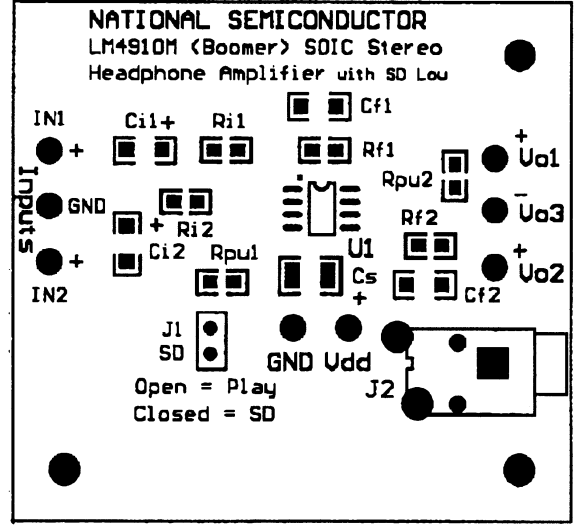 NATIONAL SEMICONDUCTOR
LM4910M (Boomer) SOIC Stereo
Headphone Amplifier with SD Low
Cf1
IN1
Ci1+
Ri1
+
Rf1
+
Vo1
Rpu2
Inputs
GND
Ri2
Rf2
-
Vo3
+
Ci2
U1
+
Vo2
+
IN2
Rpu1
Cs
+
Cf2
J1
SD
GND Vdd
J2
Open = Play
Closed = SD